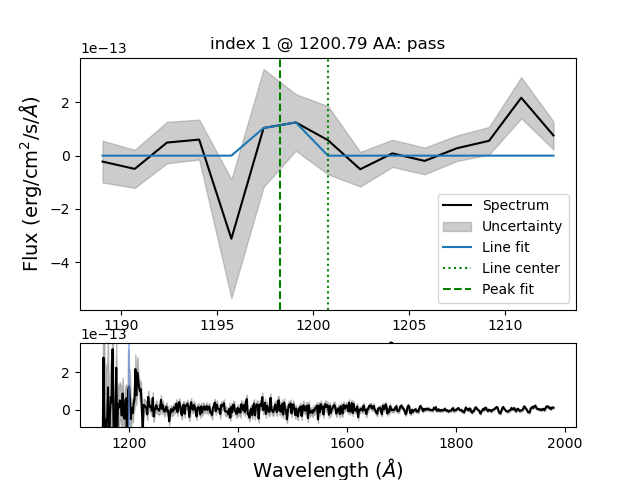 index 1 @ 1200.79 AA: pass
1e−13
2
0
−2
−4
Flux (erg/cm²/s/Å)
Spectrum
Uncertainty
Line fit
Line center
Peak fit
1190 1195 1200 1205 1210
1e−13
2
0
1200 1400 1600 1800 2000
Wavelength (Å)